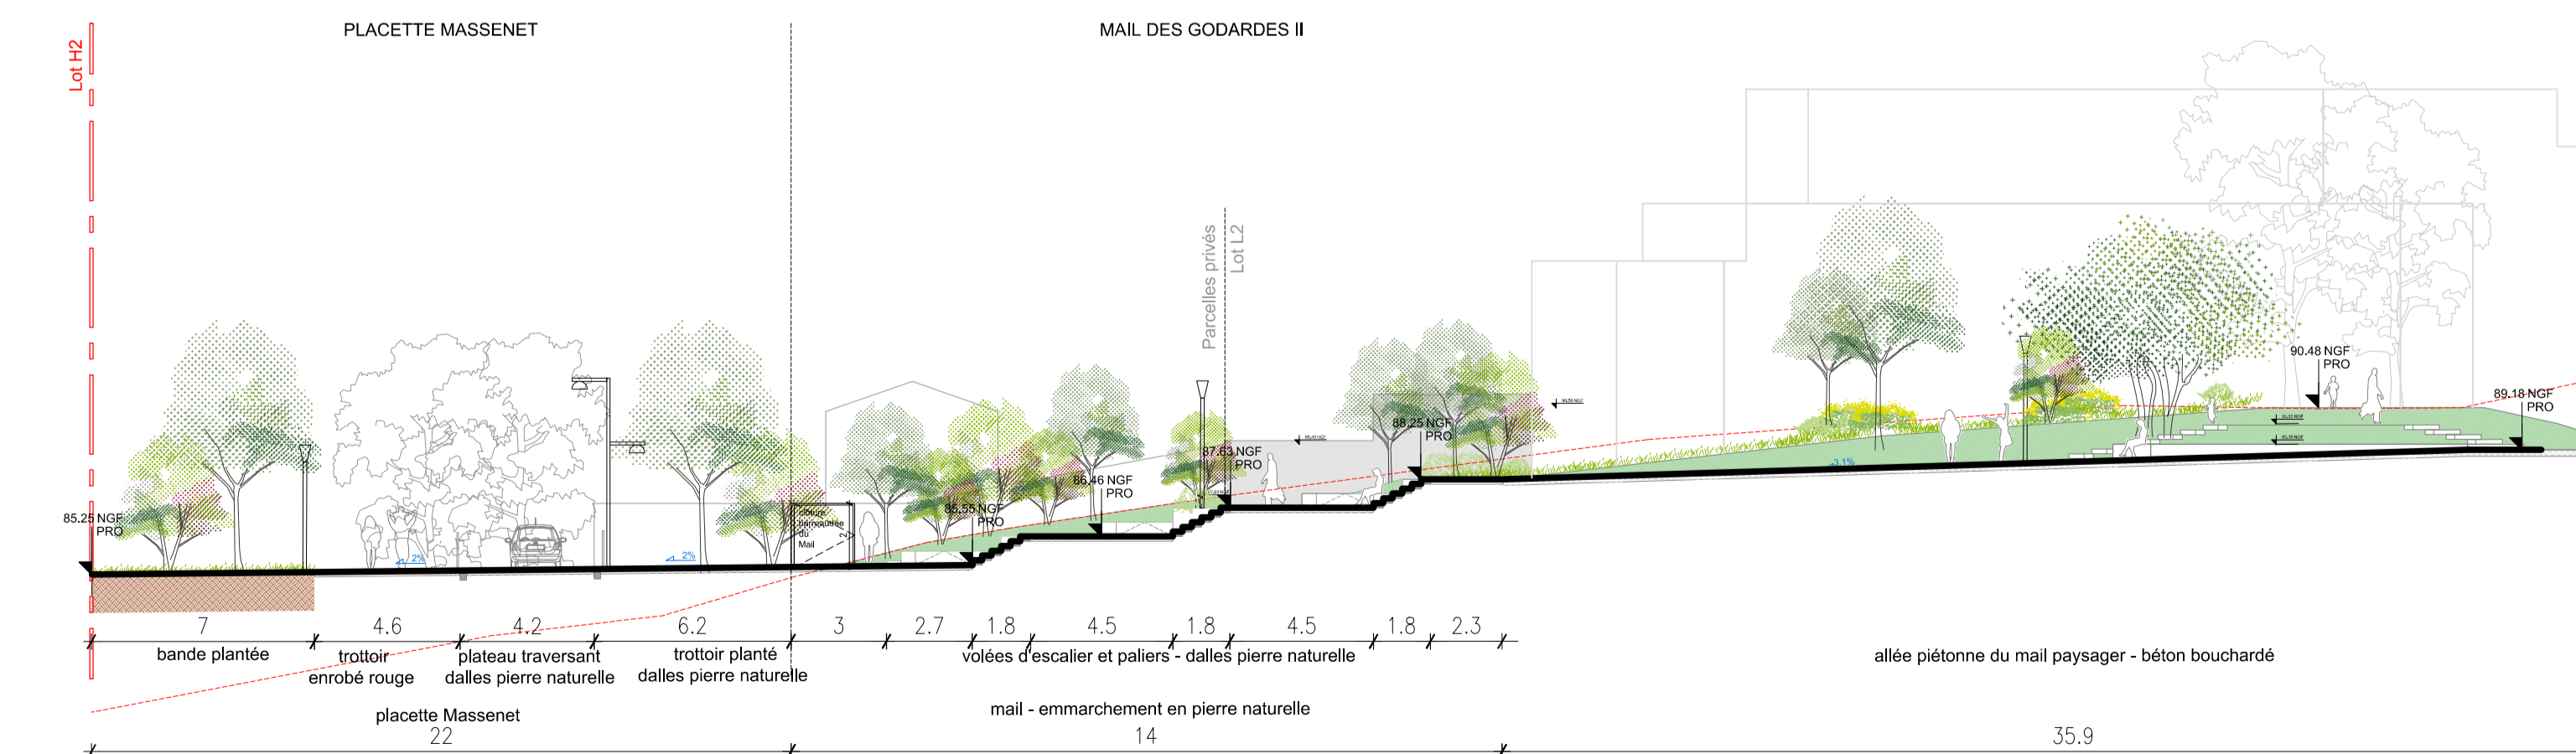 PLACETTE MASSENET
MAIL DES GODARDES II
Lot H2
Parcelles privés
Lot L2
90.48 NGF
PRO
89.18 NGF
PRO
88.25 NGF
PRO
87.63 NGF
PRO
86.46 NGF
PRO
85.55 NGF
PRO
85.25 NGF
PRO
clôture
barreaudée
du
Mail
2
2%
2%
3.1%
7
4.6
4.2
6.2
3
2.7
1.8
4.5
1.8
4.5
1.8
2.3
bande plantée
trottoir
enrobé rouge
plateau traversant
dalles pierre naturelle
trottoir planté
dalles pierre naturelle
volées d'escalier et paliers - dalles pierre naturelle
allée piétonne du mail paysager - béton bouchardé
placette Massenet
mail - emmarchement en pierre naturelle
22
14
35.9